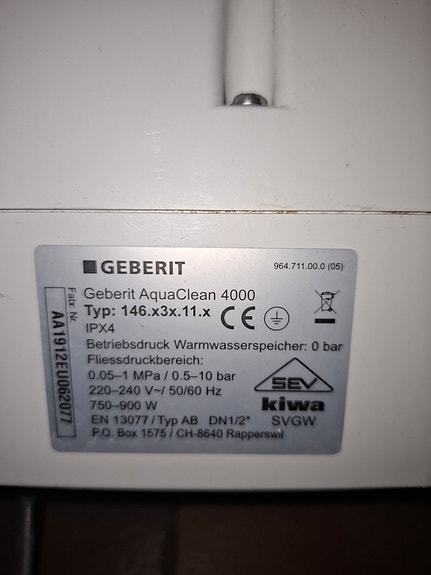 GEBERIT
964.711.00.0 (05)
Geberit AquaClean 4000
Typ: 146.x3x.11.x
CE
IPX4
Betriebsdruck Warmwasserspeicher: 0 bar
Fliessdruckbereich:
0.05–1 MPa / 0.5–10 bar
220–240 V~/ 50/60 Hz
750–900 W
EN 13077 /Typ AB DN1/2"
P.O. Box 1575 / CH-8640 Rapperswil
SEV
kiwa
SVGW
Fabr. Nr.
AA1912EU062077